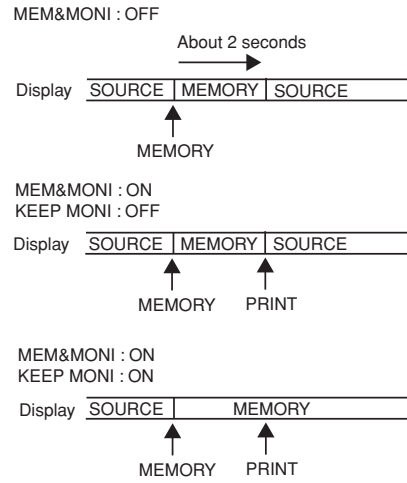 MEM&MONI : OFF
About 2 seconds
Display SOURCE MEMORY SOURCE
MEMORY
MEM&MONI : ON
KEEP MONI : OFF
Display SOURCE MEMORY SOURCE
MEMORY PRINT
MEM&MONI : ON
KEEP MONI : ON
Display SOURCE MEMORY
MEMORY PRINT